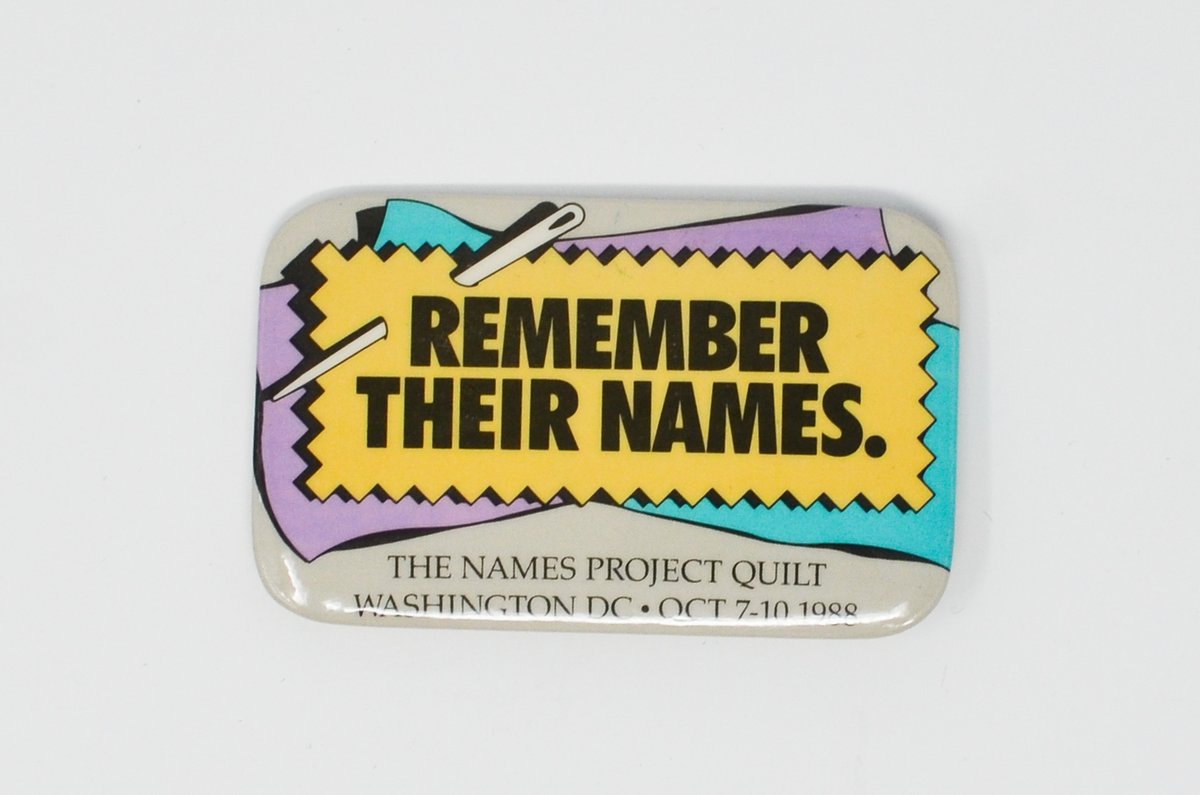 REMEMBER
THEIR NAMES.
THE NAMES PROJECT QUILT
WASHINGTON DC • OCT 7-10 1988